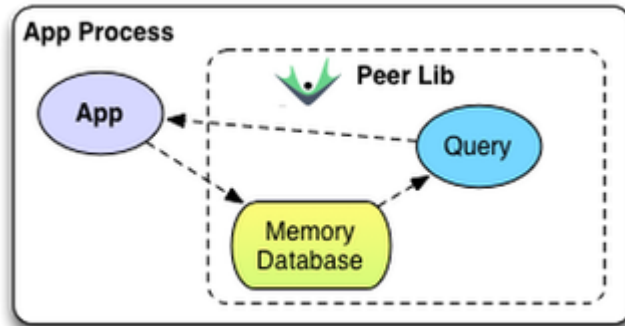 App Process
Peer Lib
App
Query
Memory
Database